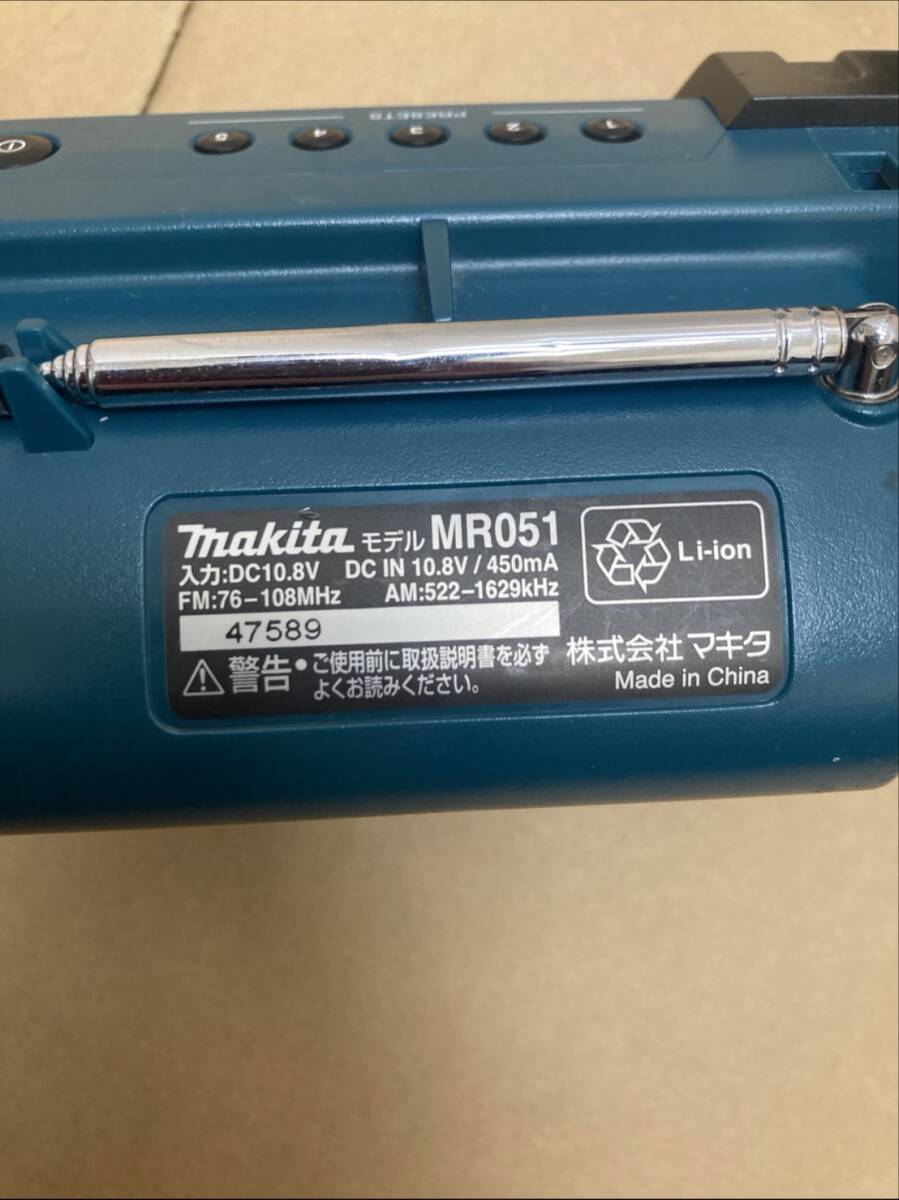 PRESETS
5 4 3 2 1
makita モデル MR051
入力:DC10.8V DC IN 10.8V / 450mA
FM:76-108MHz AM:522-1629kHz
47589
警告•ご使用前に取扱説明書を必ず
よくお読みください。
Li-ion
株式会社 マキタ
Made in China